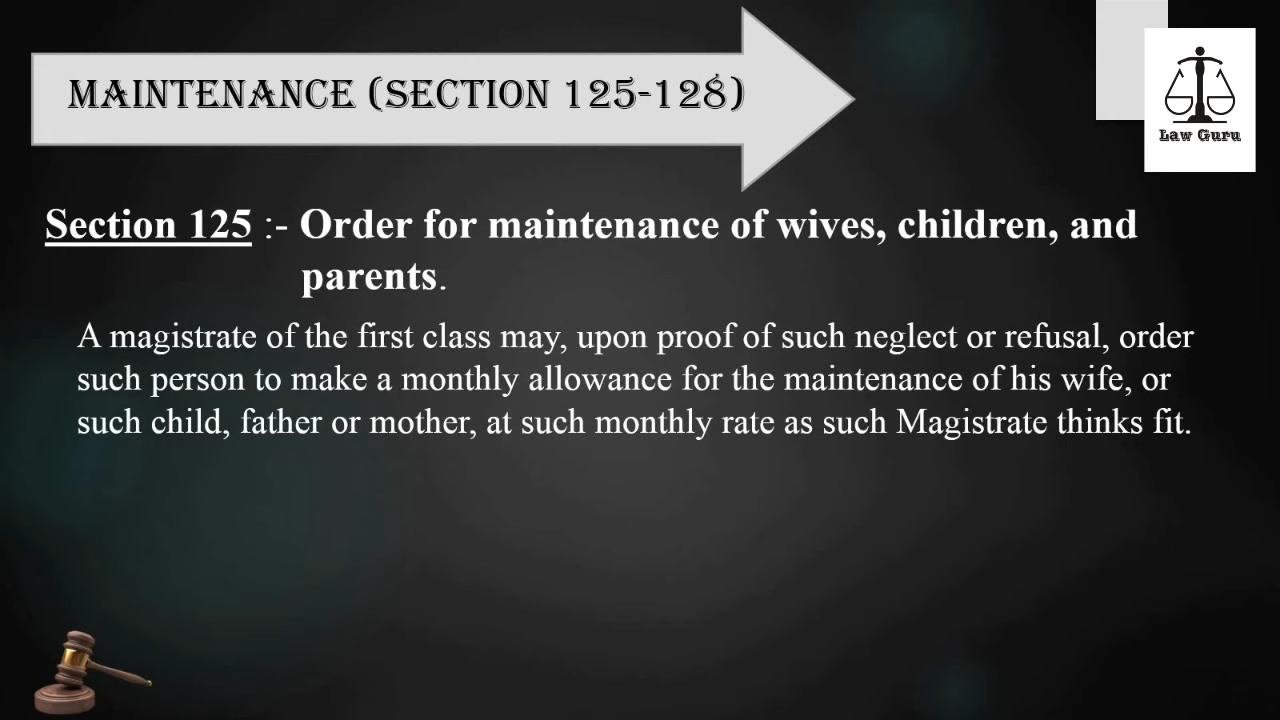 MAINTENANCE (SECTION 125-128)
Law Guru
Section 125 :- Order for maintenance of wives, children, and
parents.
A magistrate of the first class may, upon proof of such neglect or refusal, order
such person to make a monthly allowance for the maintenance of his wife, or
such child, father or mother, at such monthly rate as such Magistrate thinks fit.